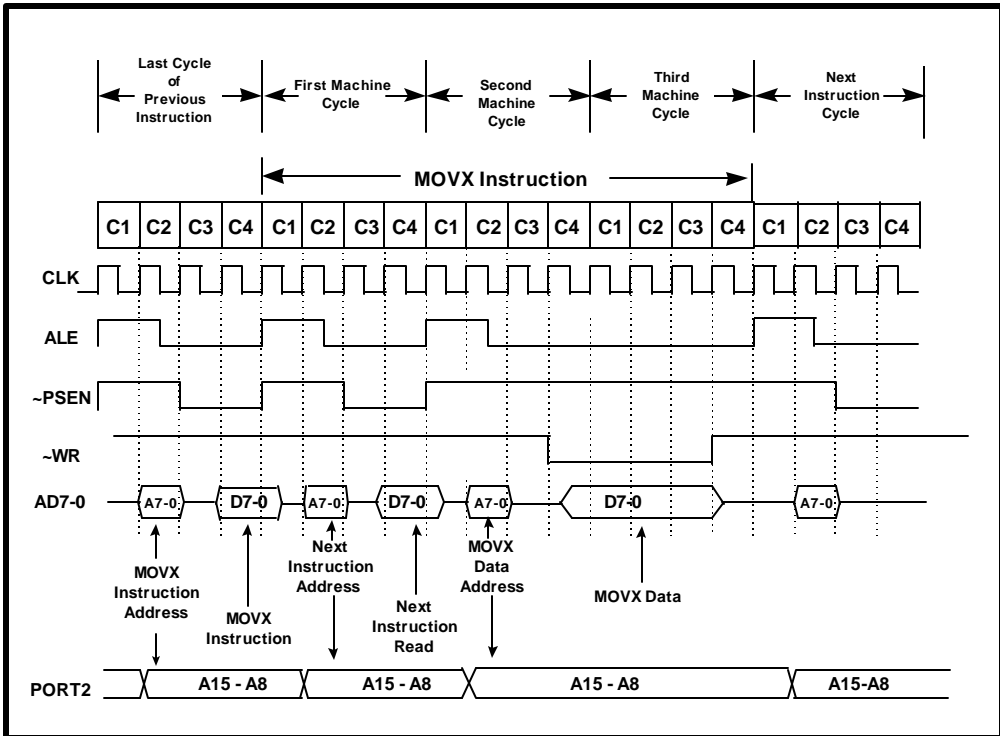 Last Cycle
of
Previous
Instruction
First Machine
Cycle
Second
Machine
Cycle
Third
Machine
Cycle
Next
Instruction
Cycle
MOVX Instruction
C1 C2 C3 C4 C1 C2 C3 C4 C1 C2 C3 C4 C1 C2 C3 C4 C1 C2 C3 C4
CLK
ALE
~PSEN
~WR
AD7-0 A7-0 D7-0 A7-0 D7-0 A7-0 D7-0 A7-0
MOVX
Instruction
Address
MOVX
Instruction
Next
Instruction
Address
Next
Instruction
Read
MOVX
Data
Address
MOVX Data
PORT2 A15 - A8 A15 - A8 A15 - A8 A15-A8